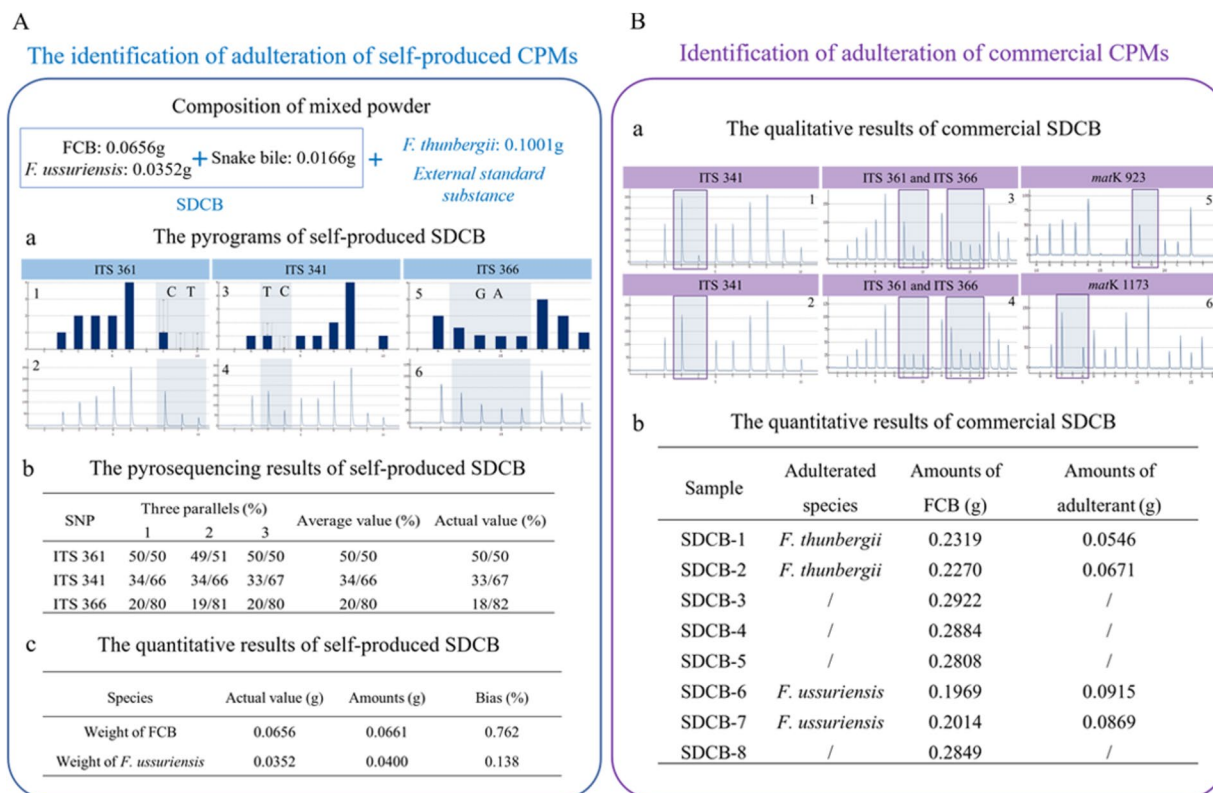 A
The identification of adulteration of self-produced CPMs
Composition of mixed powder
FCB: 0.0656g
F. ussuriensis: 0.0352g
+ Snake bile: 0.0166g +
F. thunbergii: 0.1001g
External standard
substance
SDCB
a The pyrograms of self-produced SDCB
ITS 361 ITS 341 ITS 366
1 C T 3 T C 5 G A
2 4 6
b The pyrosequencing results of self-produced SDCB
SNP Three parallels (%) Average value (%) Actual value (%)
1 2 3
ITS 361 50/50 49/51 50/50 50/50 50/50
ITS 341 34/66 34/66 33/67 34/66 33/67
ITS 366 20/80 19/81 20/80 20/80 18/82
c The quantitative results of self-produced SDCB
Species Actual value (g) Amounts (g) Bias (%)
Weight of FCB 0.0656 0.0661 0.762
Weight of F. ussuriensis 0.0352 0.0400 0.138
B
Identification of adulteration of commercial CPMs
a The qualitative results of commercial SDCB
ITS 341 ITS 361 and ITS 366 matK 923
1 3 5
ITS 341 ITS 361 and ITS 366 matK 1173
2 4 6
b The quantitative results of commercial SDCB
Sample Adulterated species Amounts of FCB (g) Amounts of adulterant (g)
SDCB-1 F. thunbergii 0.2319 0.0546
SDCB-2 F. thunbergii 0.2270 0.0671
SDCB-3 / 0.2922 /
SDCB-4 / 0.2884 /
SDCB-5 / 0.2808 /
SDCB-6 F. ussuriensis 0.1969 0.0915
SDCB-7 F. ussuriensis 0.2014 0.0869
SDCB-8 / 0.2849 /